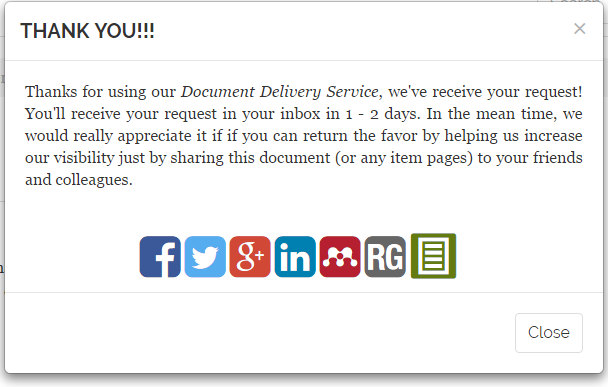 THANK YOU!!!
×
Thanks for using our Document Delivery Service, we've receive your request!
You'll receive your request in your inbox in 1 - 2 days. In the mean time, we
would really appreciate it if if you can return the favor by helping us increase
our visibility just by sharing this document (or any item pages) to your friends
and colleagues.
f g+ in RG
Close